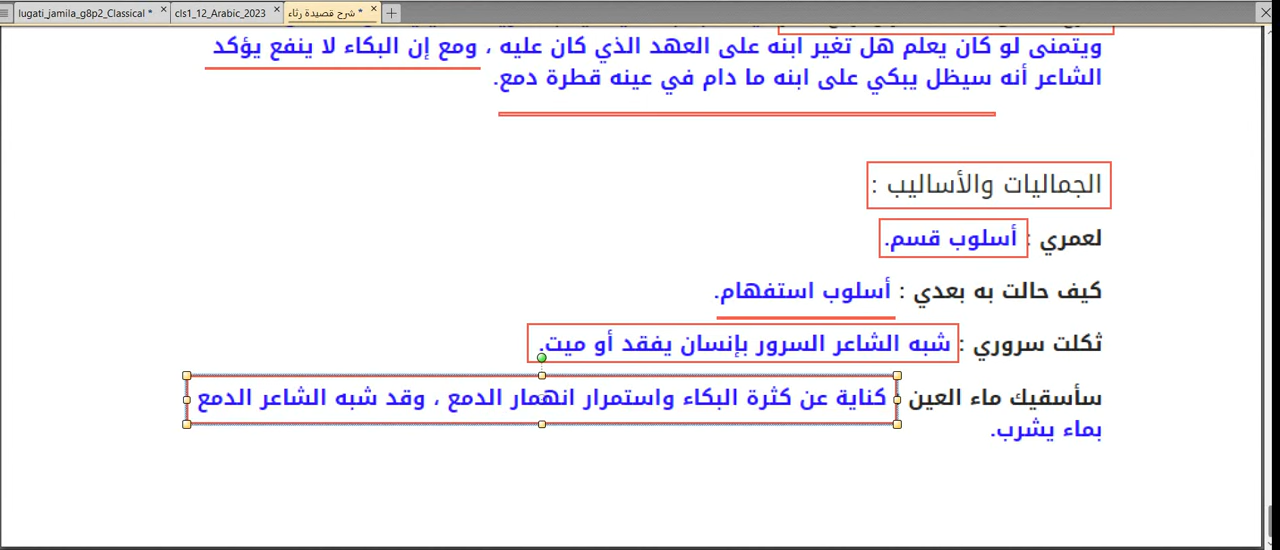 lugati_jamila_g8p2_Classical * cls1_12_Arabic_2023 شرح قصيدة رثاء *
ويتمنى لو كان يعلم هل تغير ابنه على العهد الذي كان عليه ، ومع إن البكاء لا ينفع يؤكد
الشاعر أنه سيظل يبكي على ابنه ما دام في عينه قطرة دمع.
الجماليات والأساليب :
لعمري : أسلوب قسم.
كيف حالت به بعدي : أسلوب استفهام.
ثكلت سروري : شبه الشاعر السرور بإنسان يفقد أو ميت.
سأسقيك ماء العين : كناية عن كثرة البكاء واستمرار انهمار الدمع ، وقد شبه الشاعر الدمع
بماء يشرب.